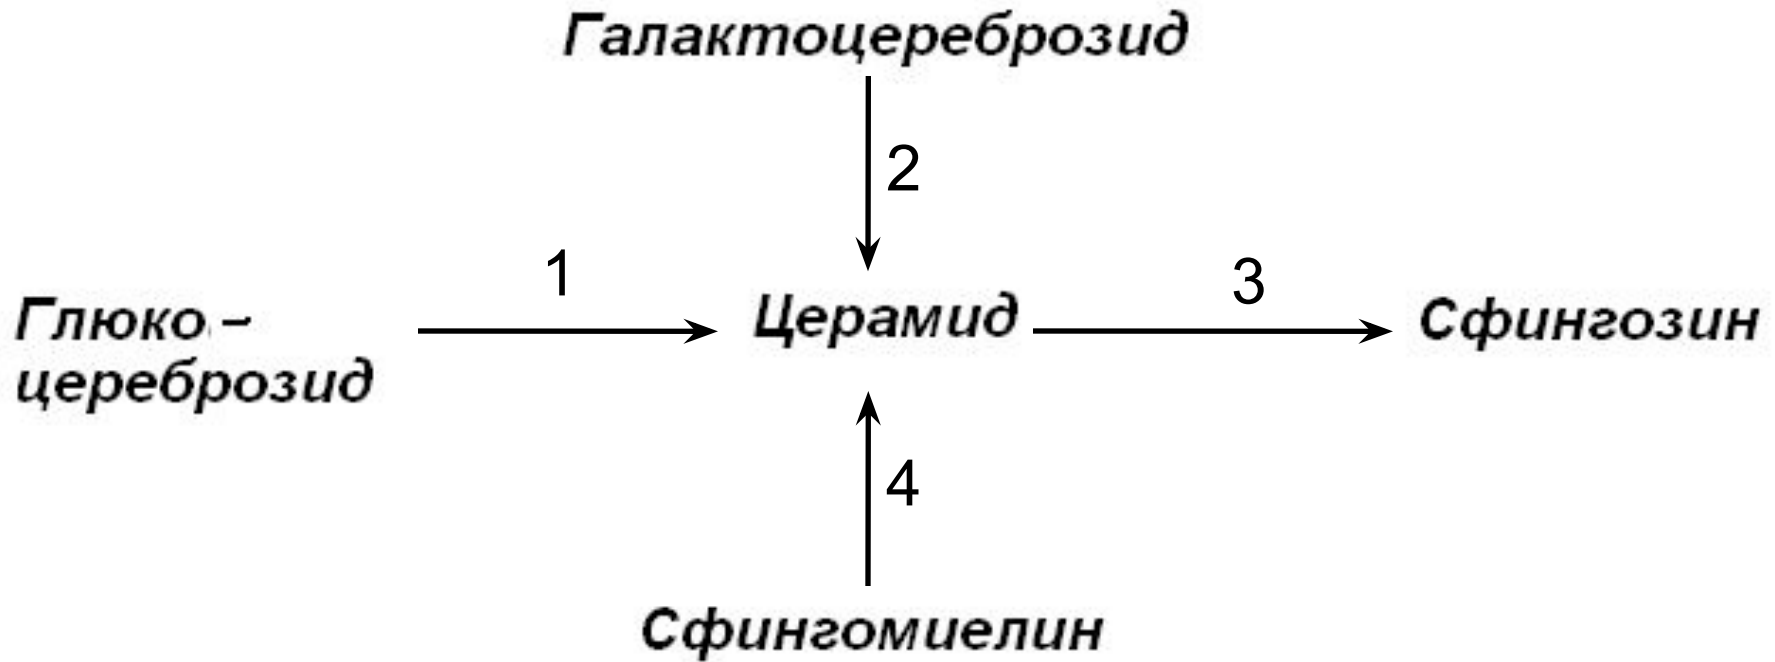 Галактоцереброзид
2
1
3
Глюко –
цереброзид
Церамид
Сфингозин
4
Сфингомиелин